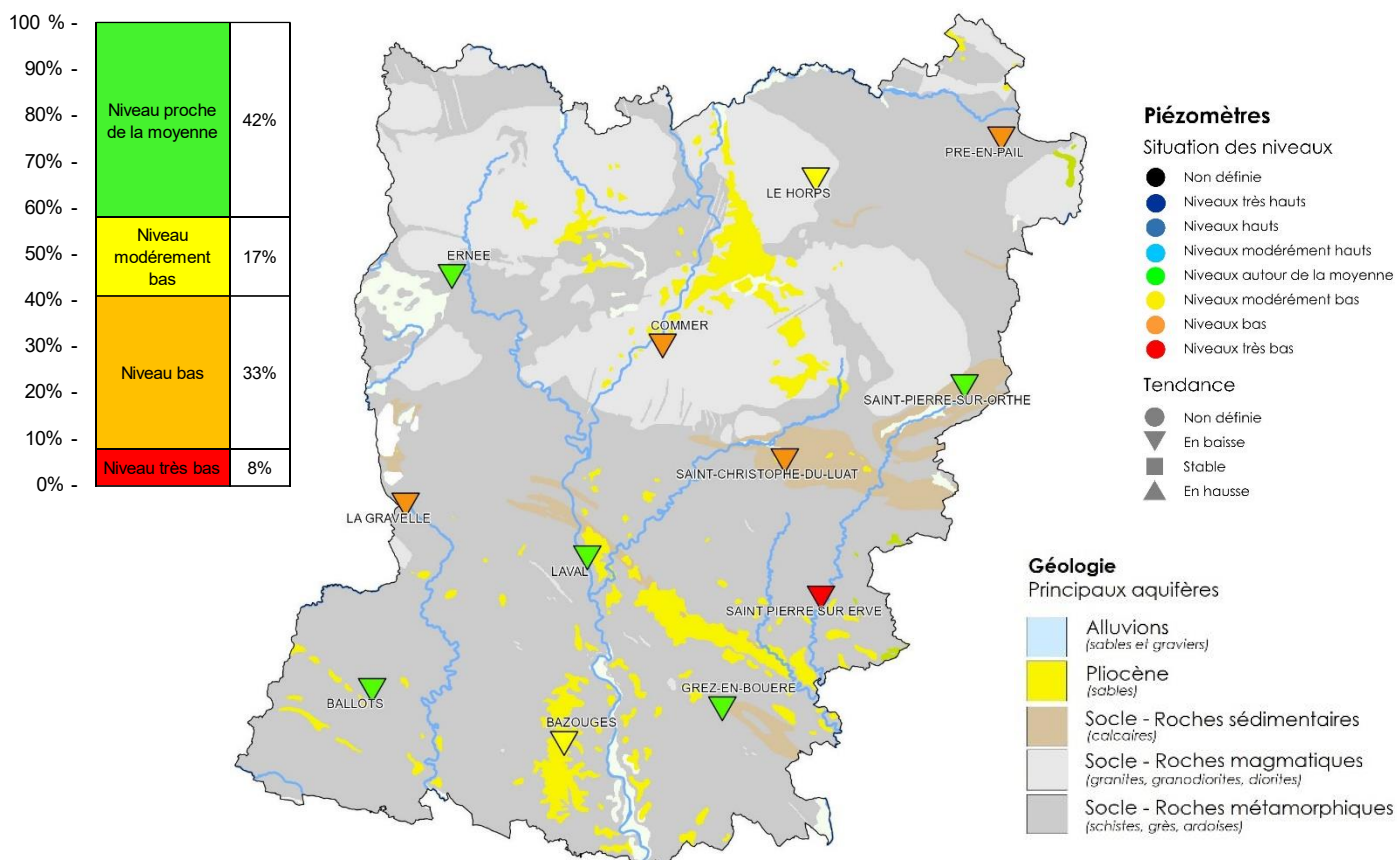 100 % -
90% -
80% -
70% -
60% -
50% -
40% -
30% -
20% -
10% -
0% -
Niveau proche
de la moyenne
42%
Niveau
modérement
bas
17%
Niveau bas
33%
Niveau très bas
8%
PRE-EN-PAIL
LE HORPS
ERNEE
COMMER
SAINT-PIERRE-SUR-ORTHE
SAINT-CHRISTOPHE-DU-LUAT
LA GRAVELLE
LAVAL
SAINT PIERRE SUR ERVE
BALLOTS
GREZ-EN-BOUERE
BAZOUGES
Piézomètres
Situation des niveaux
Non définie
Niveaux très hauts
Niveaux hauts
Niveaux modérément hauts
Niveaux autour de la moyenne
Niveaux modérément bas
Niveaux bas
Niveaux très bas
Tendance
Non définie
En baisse
Stable
En hausse
Géologie
Principaux aquifères
Alluvions
(sables et graviers)
Pliocène
(sables)
Socle - Roches sédimentaires
(calcaires)
Socle - Roches magmatiques
(granites, granodiorites, diorites)
Socle - Roches métamorphiques
(schistes, grès, ardoises)